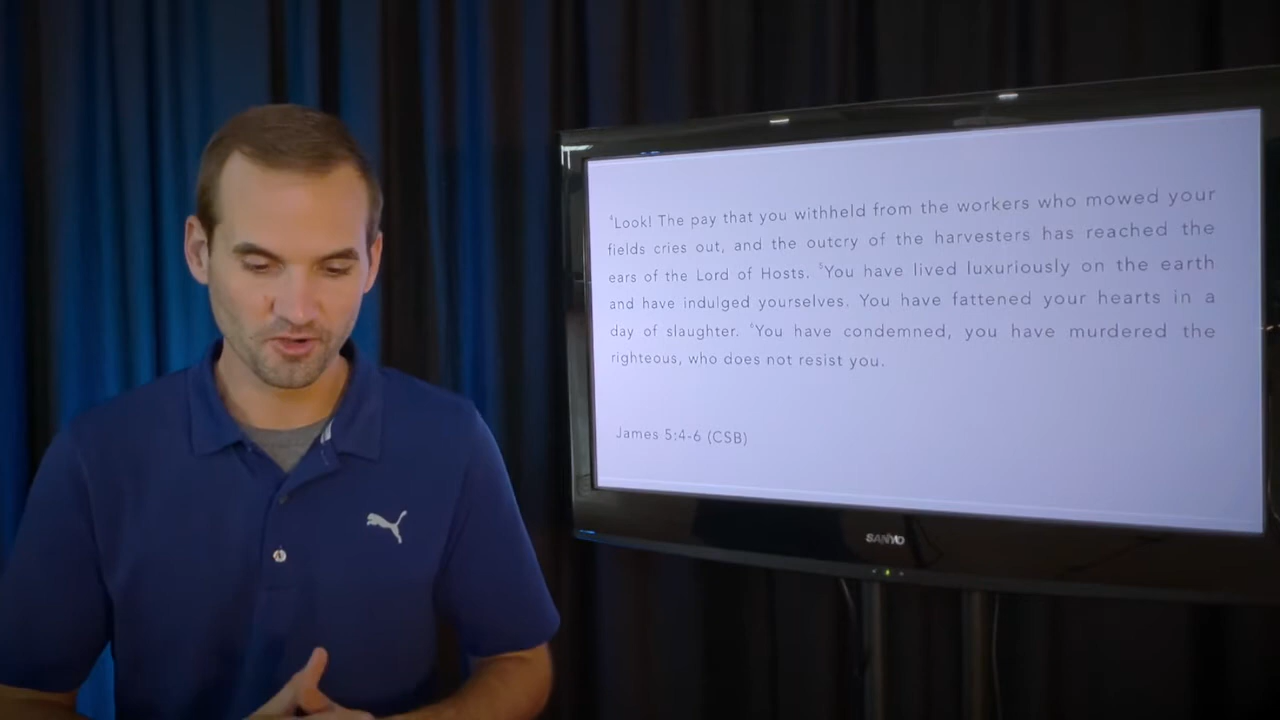 ⁴Look! The pay that you withheld from the workers who mowed your
fields cries out, and the outcry of the harvesters has reached the
ears of the Lord of Hosts. ⁵You have lived luxuriously on the earth
and have indulged yourselves. You have fattened your hearts in a
day of slaughter. ⁶You have condemned, you have murdered the
righteous, who does not resist you.
James 5:4-6 (CSB)
SANYO